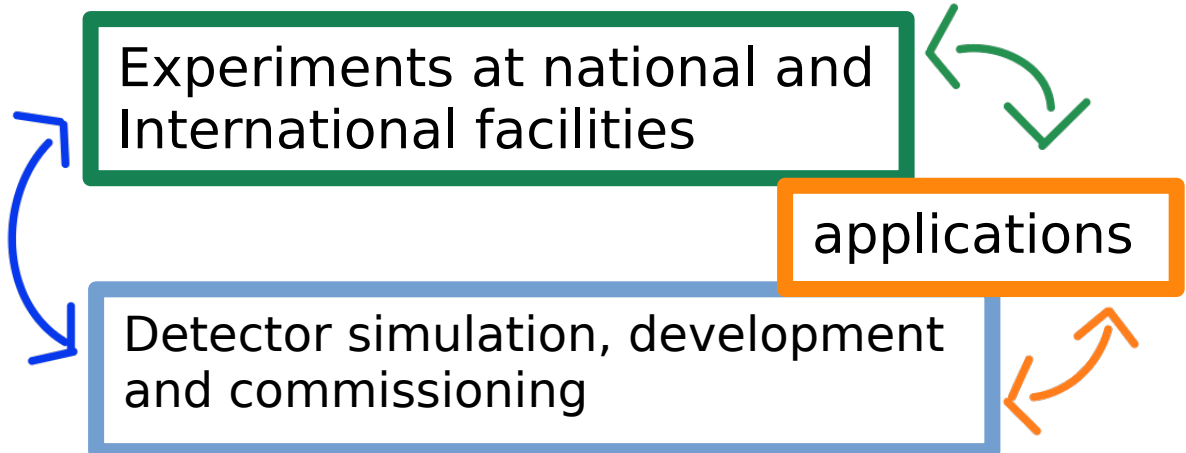 Experiments at national and
International facilities
applications
Detector simulation, development
and commissioning